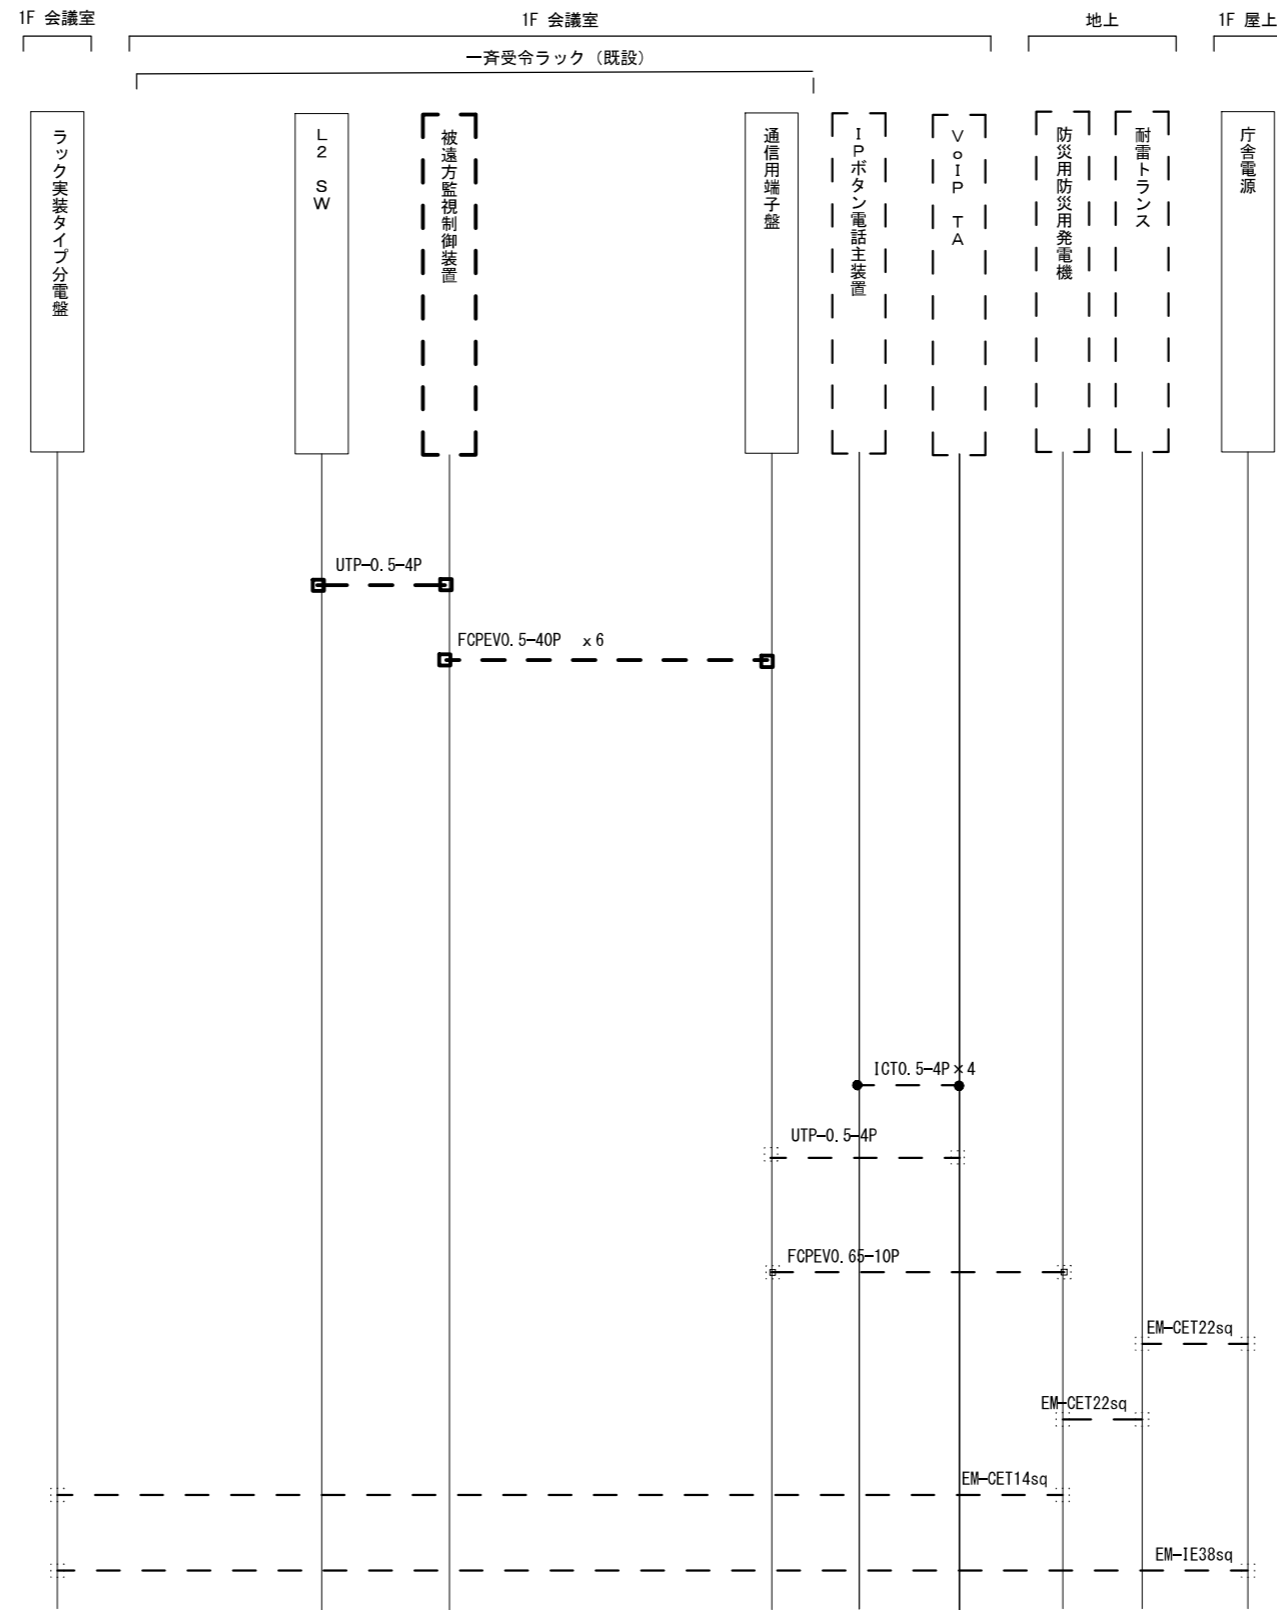 1F 会議室
1F 会議室
地上
1F 屋上
一斉受令ラック（既設）
ラック実装タイプ分電盤
L2 SW
被遠方監視制御装置
通信用端子盤
IPボタン電話主装置
VoIP TA
防災用防災用発電機
耐雷トランス
庁舎電源
UTP-0.5-4P
FCPEV0.5-40P x6
ICT0.5-4P×4
UTP-0.5-4P
FCPEV0.65-10P
EM-CET22sq
EM-CET22sq
EM-CET14sq
EM-IE38sq